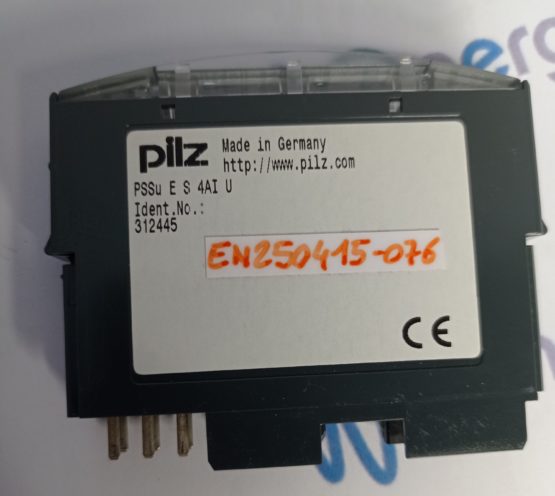 pilz
Made in Germany
http://www.pilz.com
PSSu E S 4AI U
Ident.No.:
312445
EN250415-076
CE